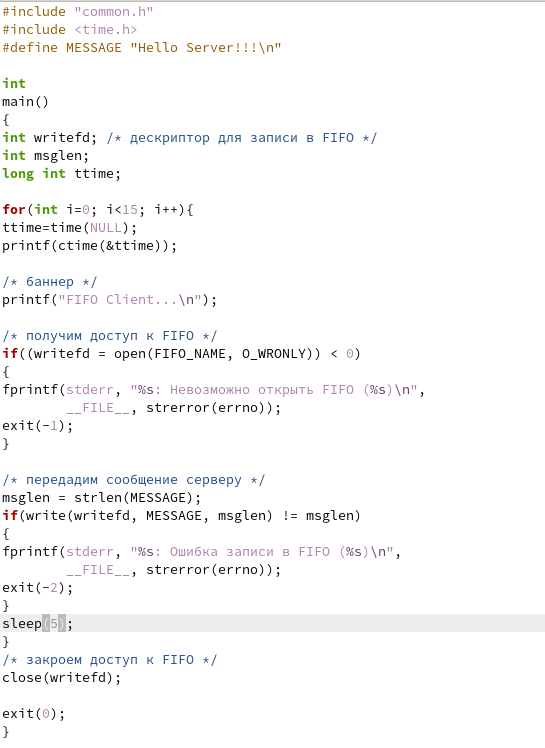 #include "common.h"
#include <time.h>
#define MESSAGE "Hello Server!!!\n"
int
main()
{
int writefd; /* дескриптор для записи в FIFO */
int msglen;
long int ttime;
for(int i=0; i<15; i++){
ttime=time(NULL);
printf(ctime(&ttime));
/* баннер */
printf("FIFO Client...\n");
/* получим доступ к FIFO */
if((writefd = open(FIFO_NAME, O_WRONLY)) < 0)
{
fprintf(stderr, "%s: Невозможно открыть FIFO (%s)\n",
        __FILE__, strerror(errno));
exit(-1);
}
/* передадим сообщение серверу */
msglen = strlen(MESSAGE);
if(write(writefd, MESSAGE, msglen) != msglen)
{
fprintf(stderr, "%s: Ошибка записи в FIFO (%s)\n",
        __FILE__, strerror(errno));
exit(-2);
}
sleep(5);
}
/* закроем доступ к FIFO */
close(writefd);
exit(0);
}